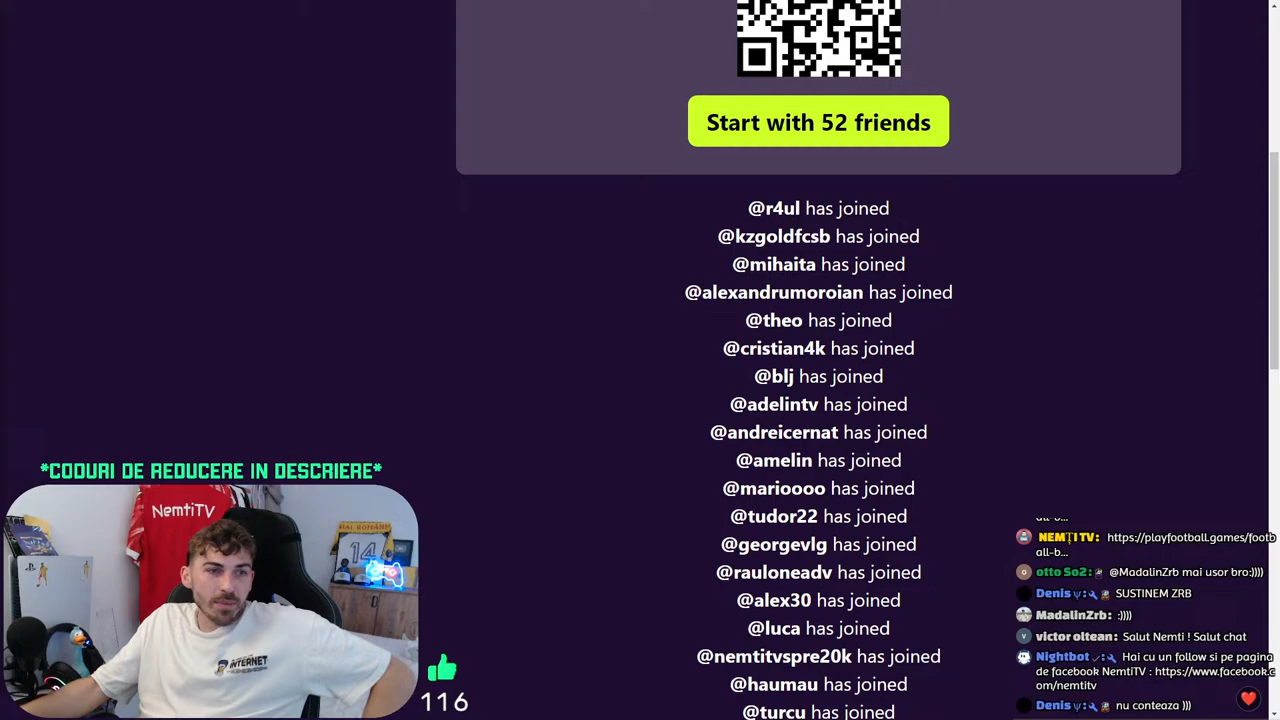 Start with 52 friends
@r4ul has joined
@kzgoldfcsb has joined
@mihaita has joined
@alexandrumoroian has joined
@theo has joined
@cristian4k has joined
@blj has joined
@adelintv has joined
@andreicernat has joined
@amelin has joined
@marioooo has joined
@tudor22 has joined
@georgevlg has joined
@rauloneadv has joined
@alex30 has joined
@luca has joined
@nemtitvspre20k has joined
@haumau has joined
@turcu has joined
*CODURI DE REDUCERE IN DESCRIERE*
NemtiTV
14
INTERNET
116
all-b...
NEMTITV: https://playfootball.games/footb
all-b...
otto So2: @MadalinZrb mai usor bro:))))
Denis: SUSTINEM ZRB
MadalinZrb: :))))
victor oltean: Salut Nemti ! Salut chat
Nightbot: Hai cu un follow si pe pagina
de facebook NemtiTV : https://www.facebook.c
om/nemtitv
Denis: nu conteaza )))